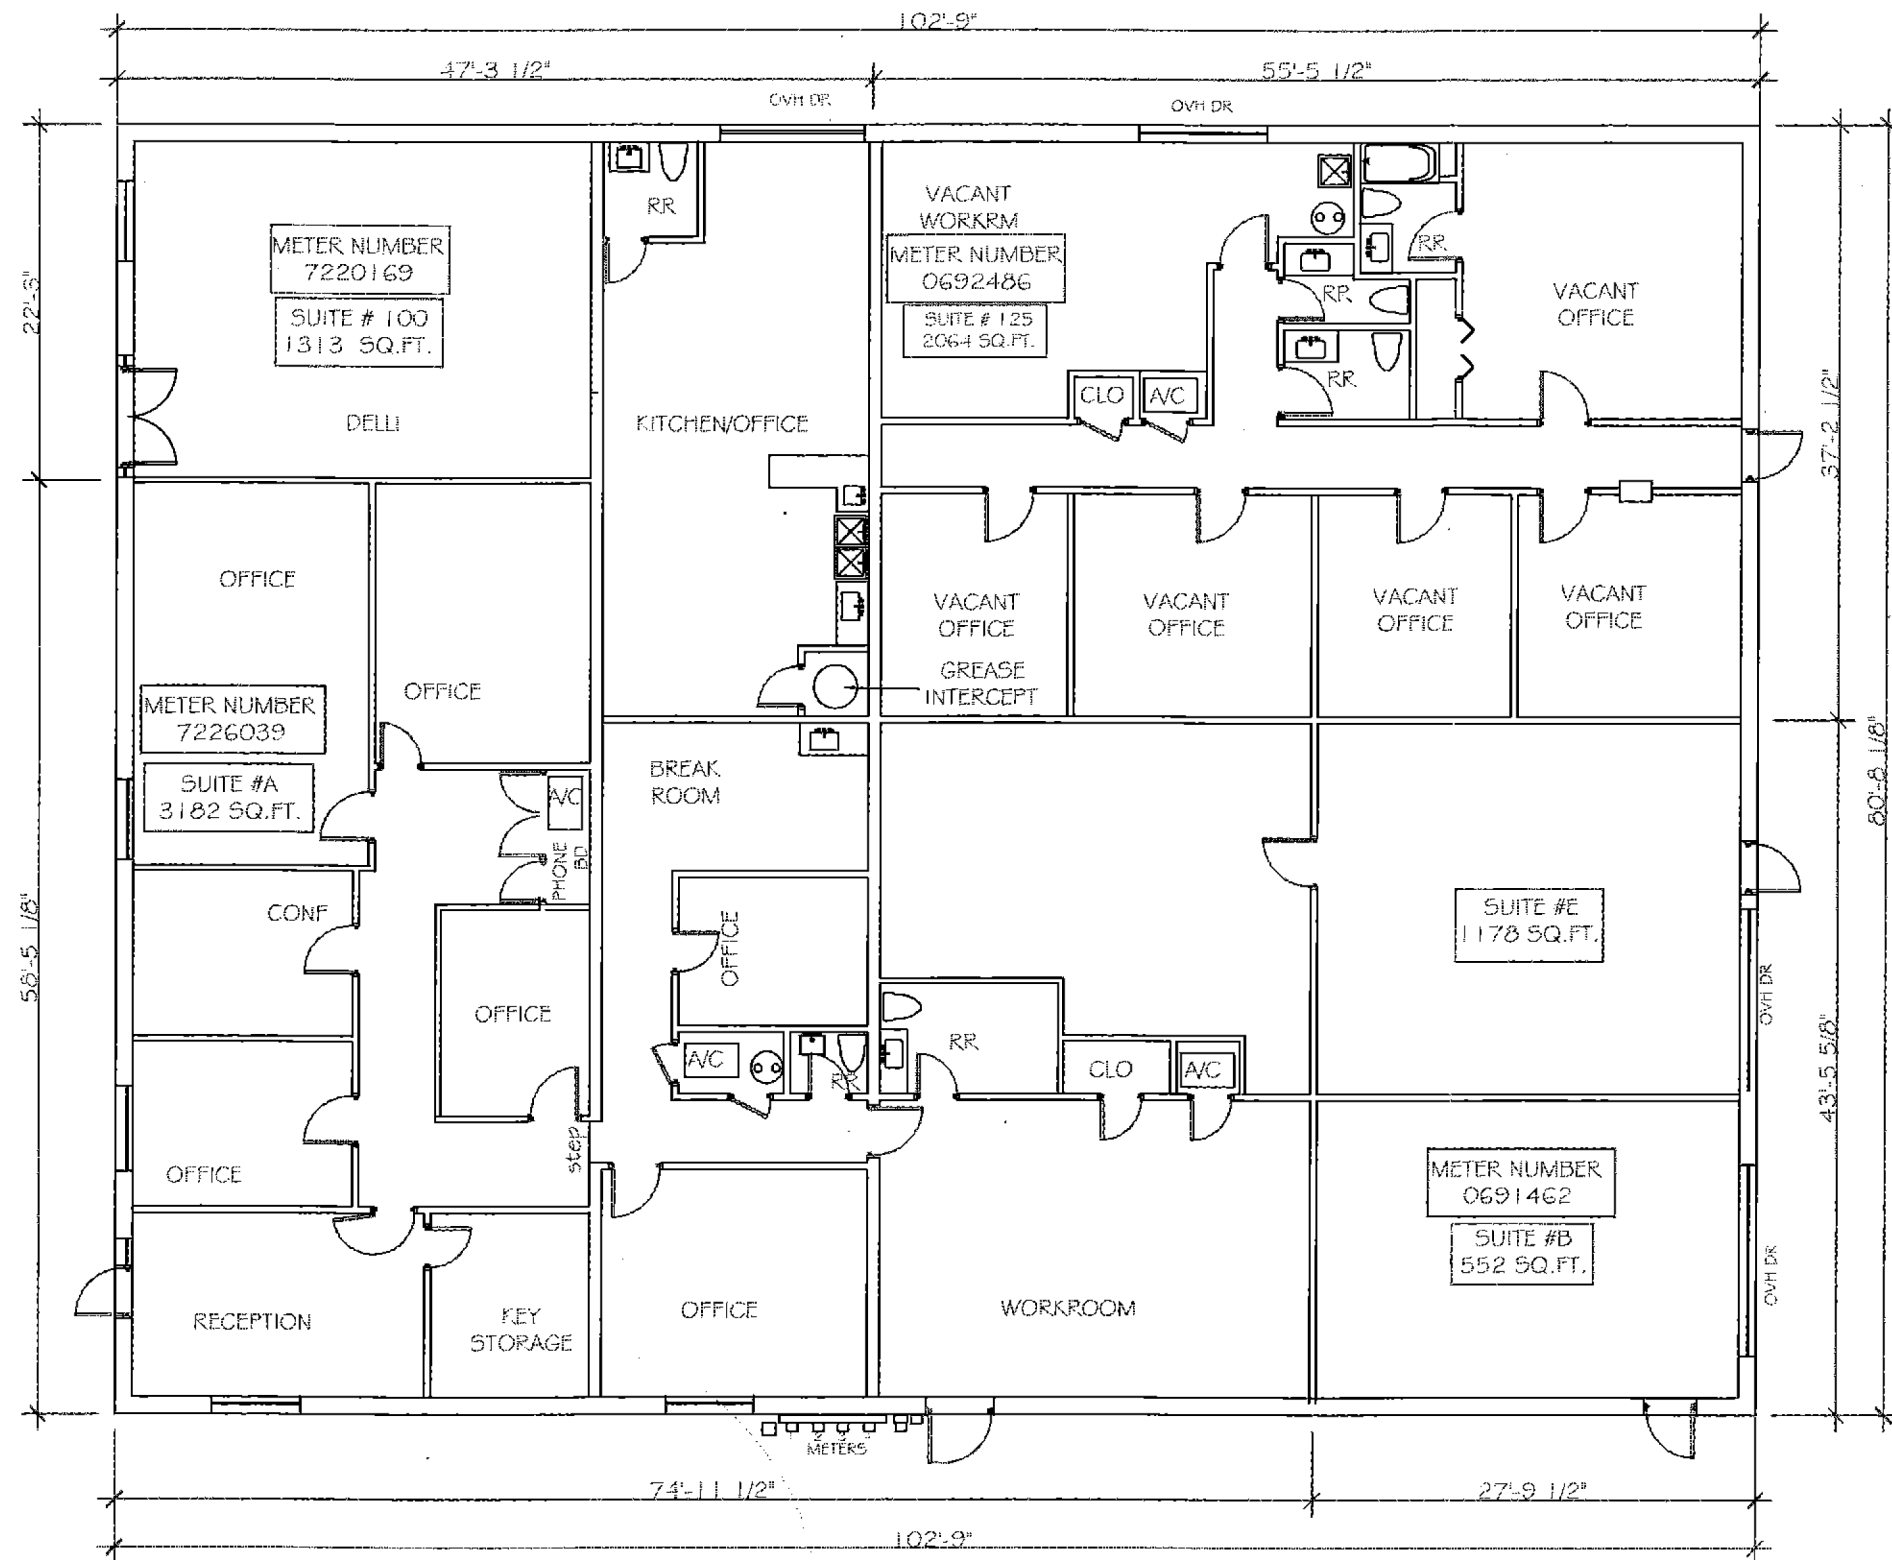 102'-9"
47'-3 1/2"
55'-5 1/2"
OVH DR
OVH DR
RR
VACANT
WORKRM
METER NUMBER
7220169
METER NUMBER
0692486
RR
SUITE # 100
1313 SQ.FT.
SUITE # 125
2064 SQ.FT.
RR
VACANT
OFFICE
22'-3"
RR
CLO
A/C
DELLI
KITCHEN/OFFICE
37'-2 1/2"
OFFICE
VACANT
OFFICE
VACANT
OFFICE
VACANT
OFFICE
VACANT
OFFICE
OFFICE
GREASE
INTERCEPT
METER NUMBER
7226039
SUITE #A
3182 SQ.FT.
BREAK
ROOM
A/C
PHONE
BD
80'-8 1/8"
58'-5 1/8"
CONF
OFFICE
SUITE #E
1178 SQ.FT.
OVH DR
OFFICE
43'-5 5/8"
A/C
RR
RR
CLO
A/C
step
OFFICE
METER NUMBER
0691462
SUITE #B
552 SQ.FT.
OVH DR
RECEPTION
KEY
STORAGE
OFFICE
WORKROOM
METERS
74'-11 1/2"
27'-9 1/2"
102'-9"